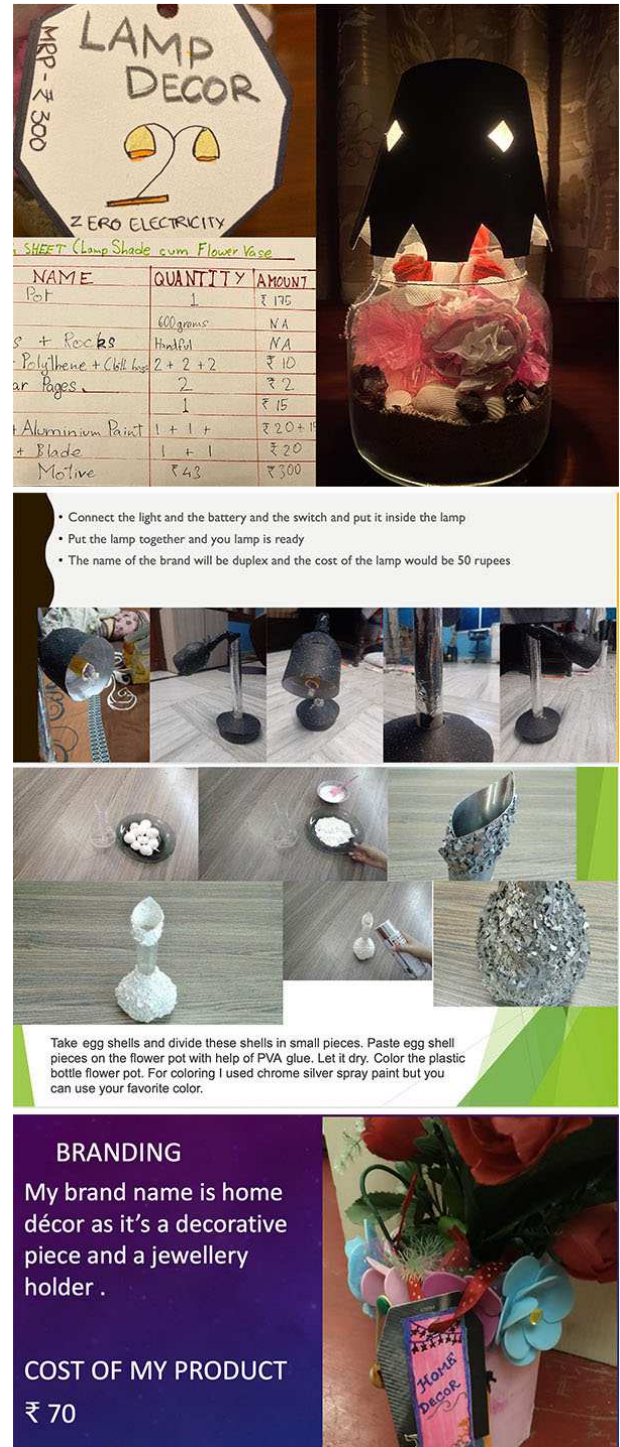 LAMP
DECOR
MRP - ₹ 300
ZERO ELECTRICITY
SHEET (Lamp Shade cum Flower Vase
NAME QUANTITY AMOUNT
Pot 1 ₹ 175
600grams NA
s + Rocks Handful NA
Polythene + Cloth bags 2 + 2 + 2 ₹ 10
ar Pages. 2 ₹ 2
1 ₹ 15
+ Aluminium Paint 1 + 1 + ₹ 20 + 1
+ Blade 1 + 1 ₹ 20
Motive ₹ 43 ₹ 300
• Connect the light and the battery and the switch and put it inside the lamp
• Put the lamp together and you lamp is ready
• The name of the brand will be duplex and the cost of the lamp would be 50 rupees
Take egg shells and divide these shells in small pieces. Paste egg shell
pieces on the flower pot with help of PVA glue. Let it dry. Color the plastic
bottle flower pot. For coloring I used chrome silver spray paint but you
can use your favorite color.
BRANDING
My brand name is home
décor as it's a decorative
piece and a jewellery
holder .
COST OF MY PRODUCT
₹ 70
HOME
DECOR